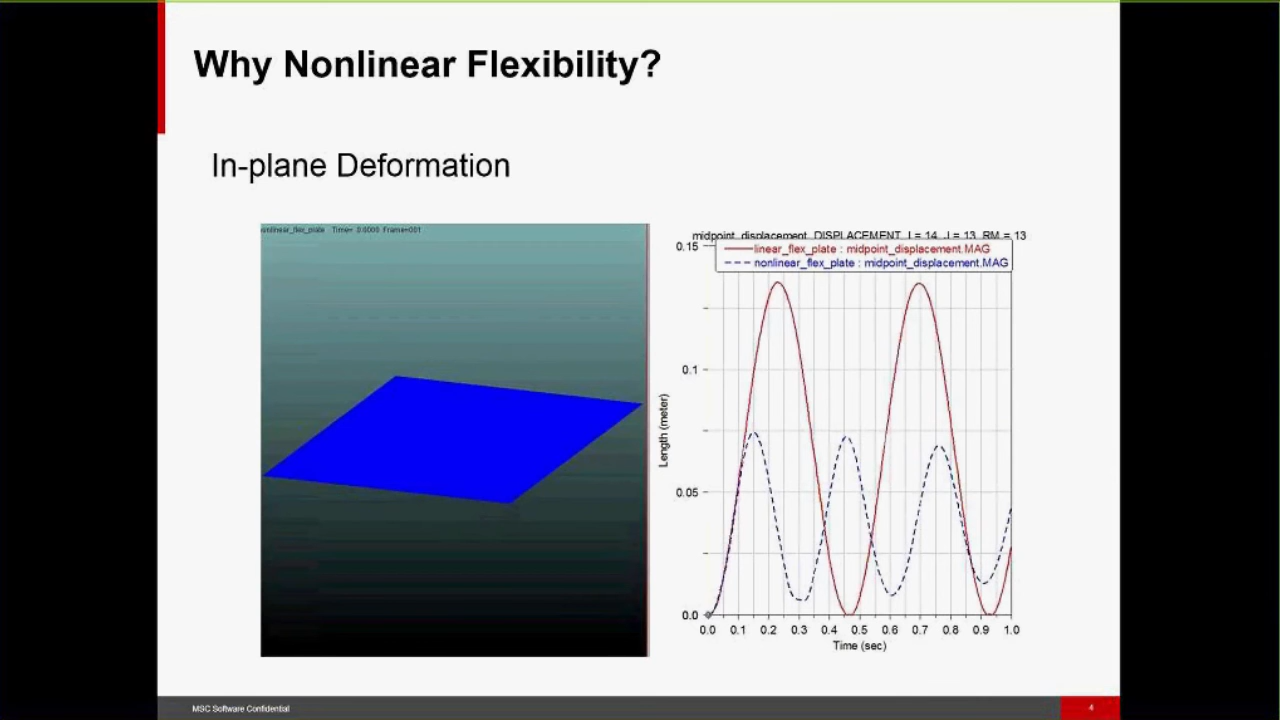 Why Nonlinear Flexibility?
In-plane Deformation
nonlinear_flex_plate Time= 0.0000 Frame=001
midpoint_displacement. DISPLACEMENT. I = 14. J = 13. RM = 13
linear_flex_plate : midpoint_displacement.MAG
nonlinear_flex_plate : midpoint_displacement.MAG
0.15
0.1
0.05
0.0
Length (meter)
0.0 0.1 0.2 0.3 0.4 0.5 0.6 0.7 0.8 0.9 1.0
Time (sec)
MSC Software Confidential
4